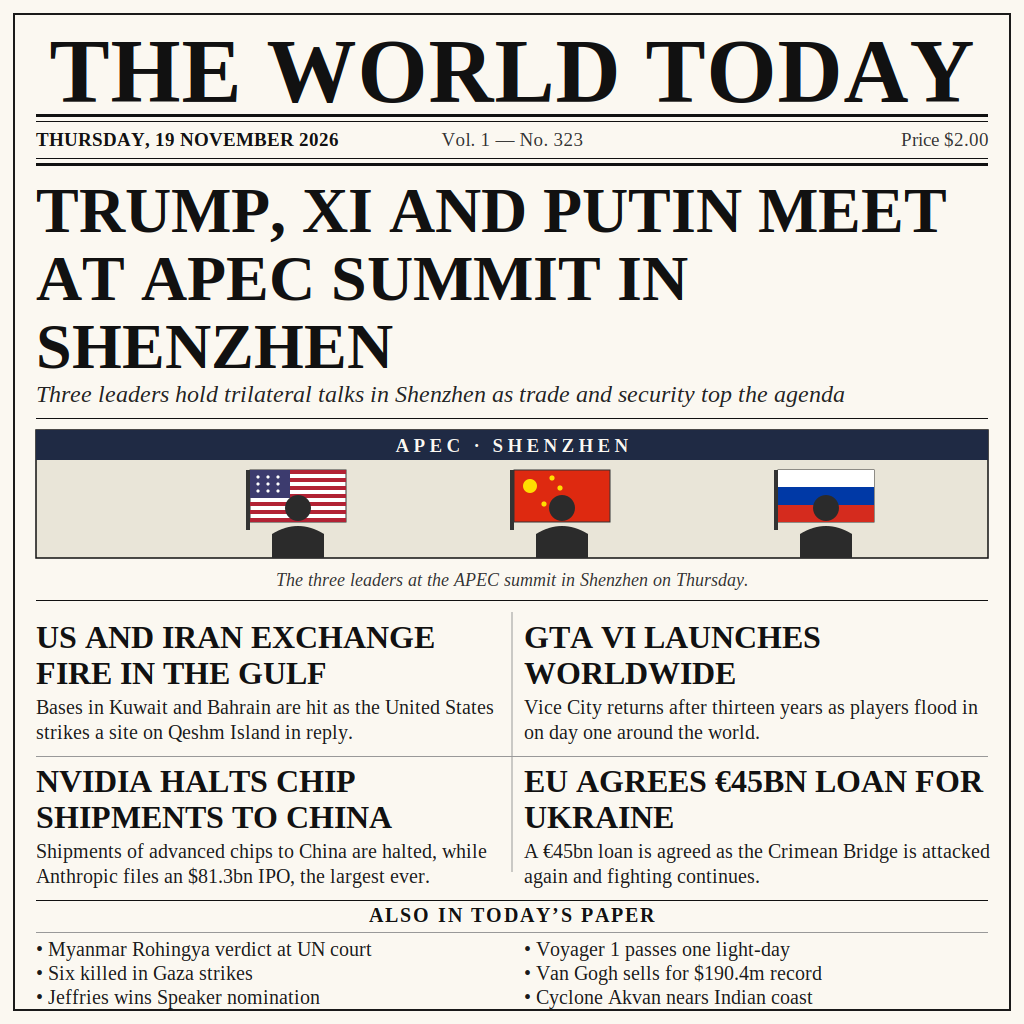 THE WORLD TODAY
THURSDAY, 19 NOVEMBER 2026 Vol. 1 — No. 323 Price $2.00
TRUMP, XI AND PUTIN MEET
AT APEC SUMMIT IN
SHENZHEN
Three leaders hold trilateral talks in Shenzhen as trade and security top the agenda
APEC · SHENZHEN
The three leaders at the APEC summit in Shenzhen on Thursday.
US AND IRAN EXCHANGE
FIRE IN THE GULF
Bases in Kuwait and Bahrain are hit as the United States
strikes a site on Qeshm Island in reply.
GTA VI LAUNCHES
WORLDWIDE
Vice City returns after thirteen years as players flood in
on day one around the world.
NVIDIA HALTS CHIP
SHIPMENTS TO CHINA
Shipments of advanced chips to China are halted, while
Anthropic files an $81.3bn IPO, the largest ever.
EU AGREES €45BN LOAN FOR
UKRAINE
A €45bn loan is agreed as the Crimean Bridge is attacked
again and fighting continues.
ALSO IN TODAY’S PAPER
• Myanmar Rohingya verdict at UN court
• Six killed in Gaza strikes
• Jeffries wins Speaker nomination
• Voyager 1 passes one light-day
• Van Gogh sells for $190.4m record
• Cyclone Akvan nears Indian coast